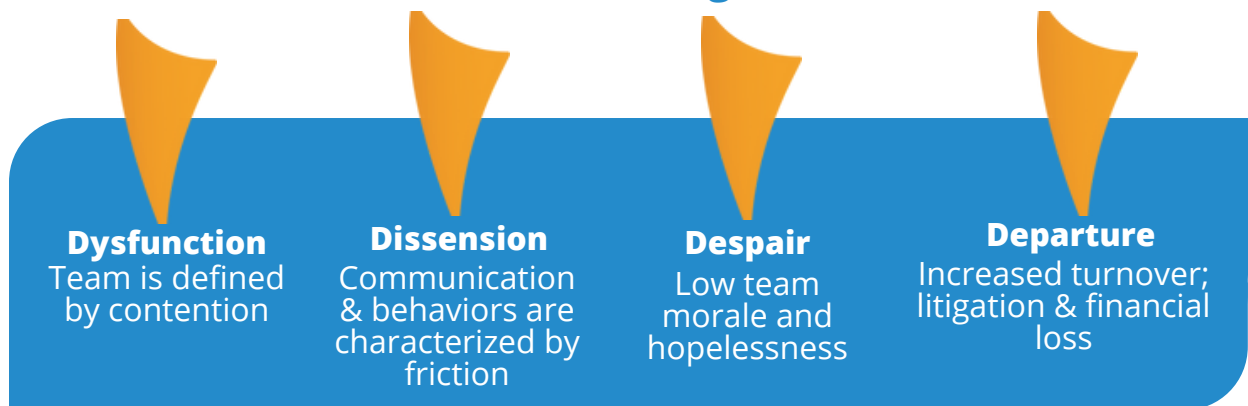 Dysfunction
Team is defined
by contention
Dissension
Communication
& behaviors are
characterized by
friction
Despair
Low team
morale and
hopelessness
Departure
Increased turnover;
litigation & financial
loss